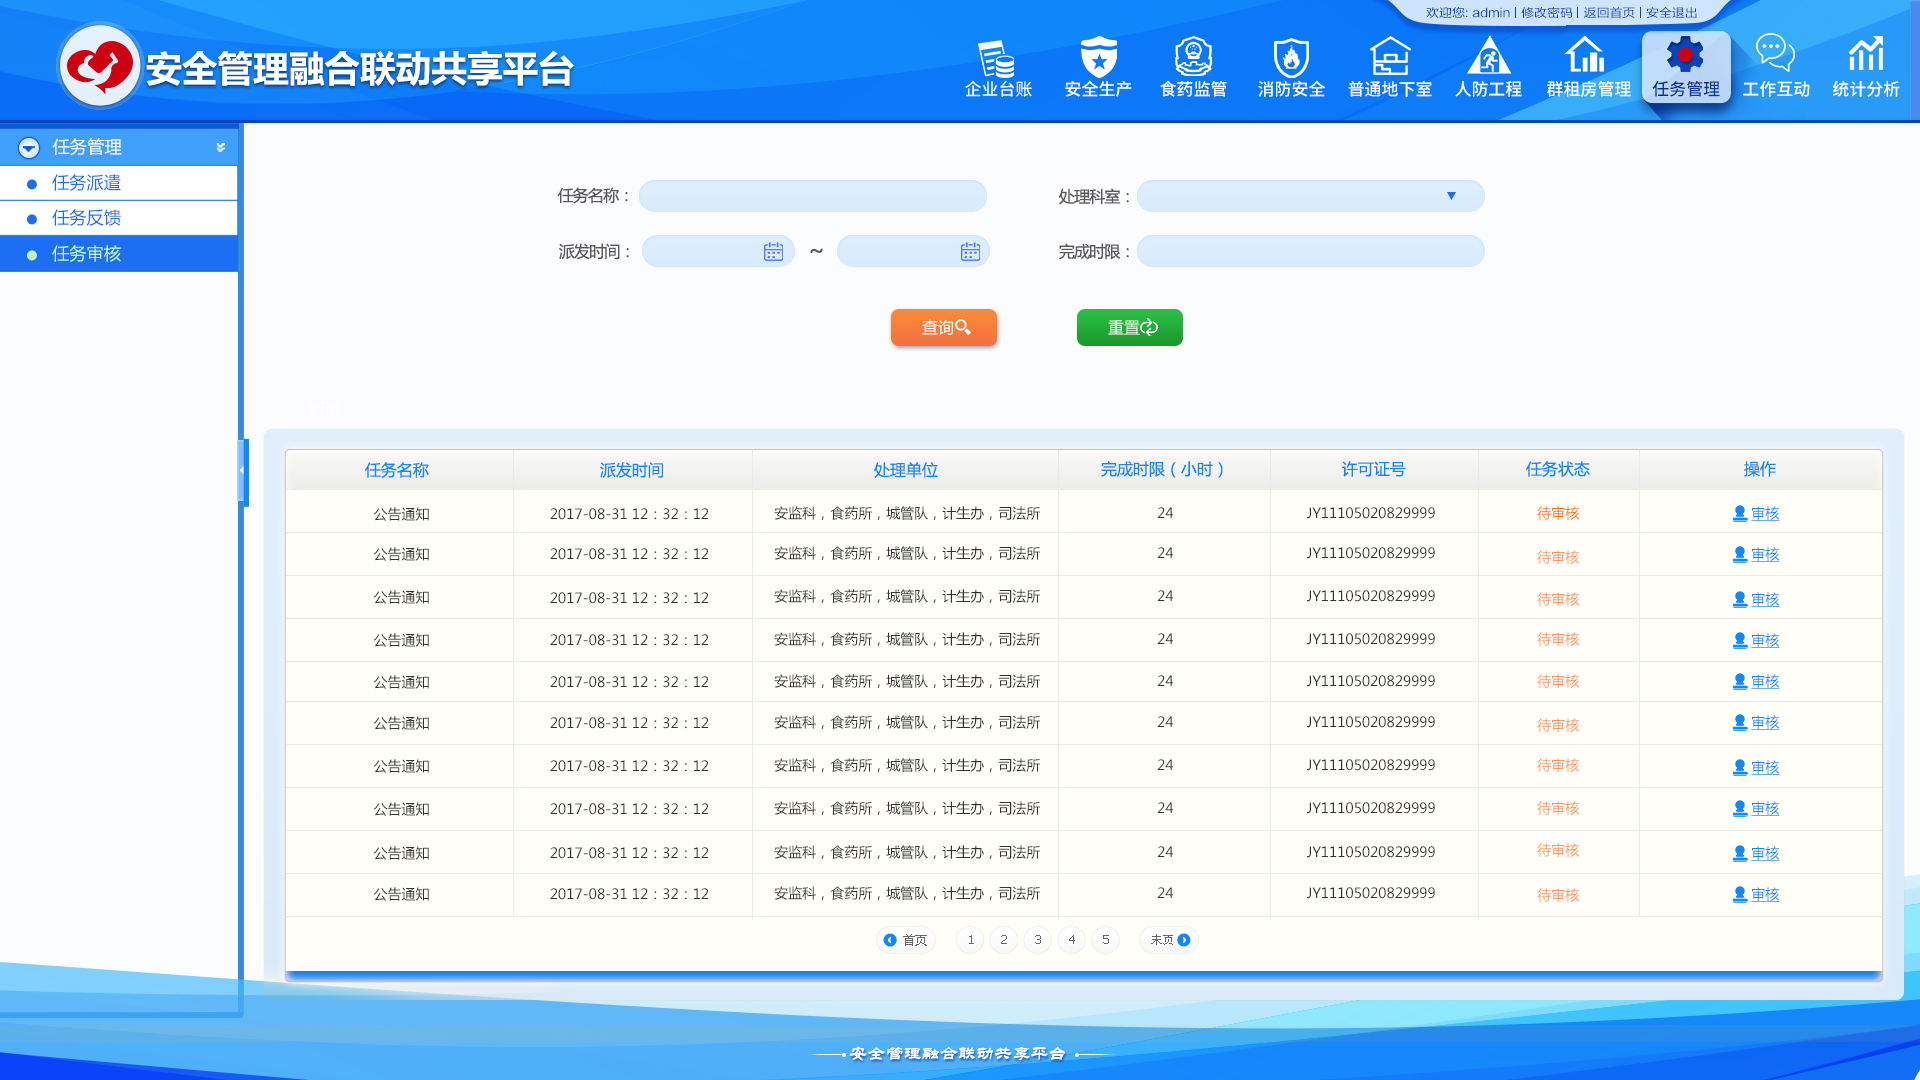 欢迎您: admin | 修改密码 | 返回首页 | 安全退出
安全管理融合联动共享平台
企业台账 安全生产 食药监管 消防安全 普通地下室 人防工程 群租房管理 任务管理 工作互动 统计分析
任务管理
任务派遣
任务反馈
任务审核
任务名称： 处理科室：
派发时间： ~ 完成时限：
查询 重置
任务名称 派发时间 处理单位 完成时限（小时） 许可证号 任务状态 操作
公告通知 2017-08-31 12：32：12 安监科，食药所，城管队，计生办，司法所 24 JY11105020829999 待审核 审核
公告通知 2017-08-31 12：32：12 安监科，食药所，城管队，计生办，司法所 24 JY11105020829999 待审核 审核
公告通知 2017-08-31 12：32：12 安监科，食药所，城管队，计生办，司法所 24 JY11105020829999 待审核 审核
公告通知 2017-08-31 12：32：12 安监科，食药所，城管队，计生办，司法所 24 JY11105020829999 待审核 审核
公告通知 2017-08-31 12：32：12 安监科，食药所，城管队，计生办，司法所 24 JY11105020829999 待审核 审核
公告通知 2017-08-31 12：32：12 安监科，食药所，城管队，计生办，司法所 24 JY11105020829999 待审核 审核
公告通知 2017-08-31 12：32：12 安监科，食药所，城管队，计生办，司法所 24 JY11105020829999 待审核 审核
公告通知 2017-08-31 12：32：12 安监科，食药所，城管队，计生办，司法所 24 JY11105020829999 待审核 审核
公告通知 2017-08-31 12：32：12 安监科，食药所，城管队，计生办，司法所 24 JY11105020829999 待审核 审核
公告通知 2017-08-31 12：32：12 安监科，食药所，城管队，计生办，司法所 24 JY11105020829999 待审核 审核
首页 1 2 3 4 5 末页
安全管理融合联动共享平台